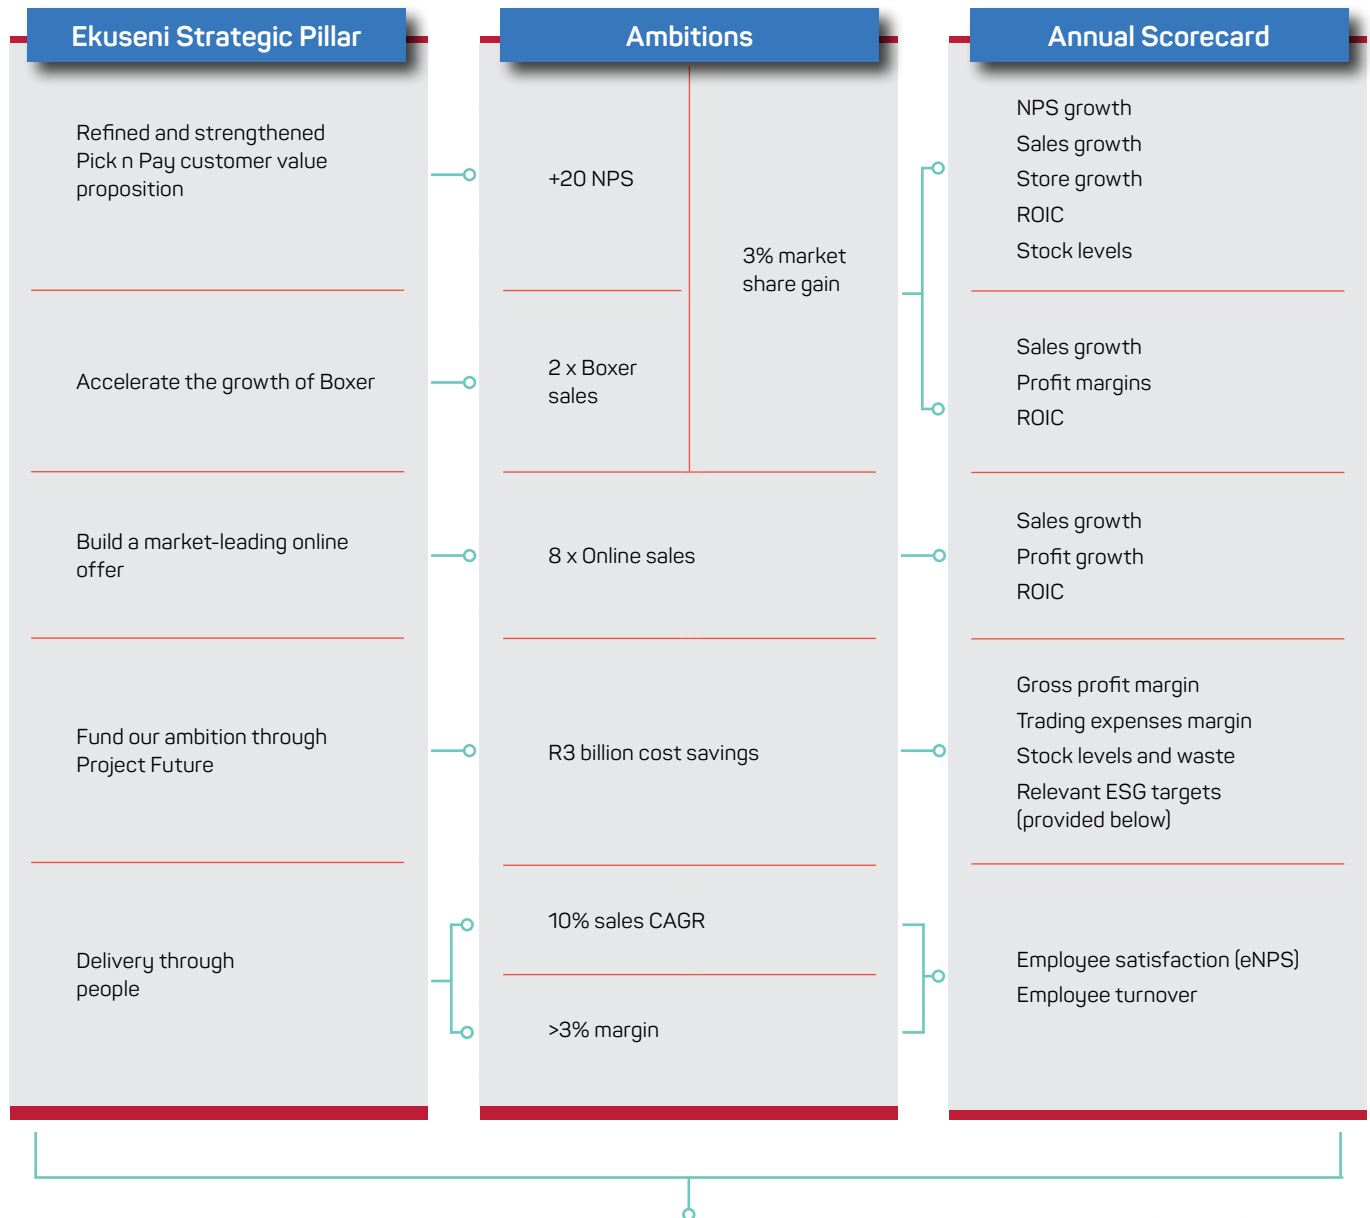 Ekuseni Strategic Pillar
Refined and strengthened
Pick n Pay customer value
proposition
Accelerate the growth of Boxer
Build a market-leading online
offer
Fund our ambition through
Project Future
Delivery through
people
Ambitions
+20 NPS
3% market
share gain
2 x Boxer
sales
8 x Online sales
R3 billion cost savings
10% sales CAGR
>3% margin
Annual Scorecard
NPS growth
Sales growth
Store growth
ROIC
Stock levels
Sales growth
Profit margins
ROIC
Sales growth
Profit growth
ROIC
Gross profit margin
Trading expenses margin
Stock levels and waste
Relevant ESG targets
(provided below)
Employee satisfaction (eNPS)
Employee turnover